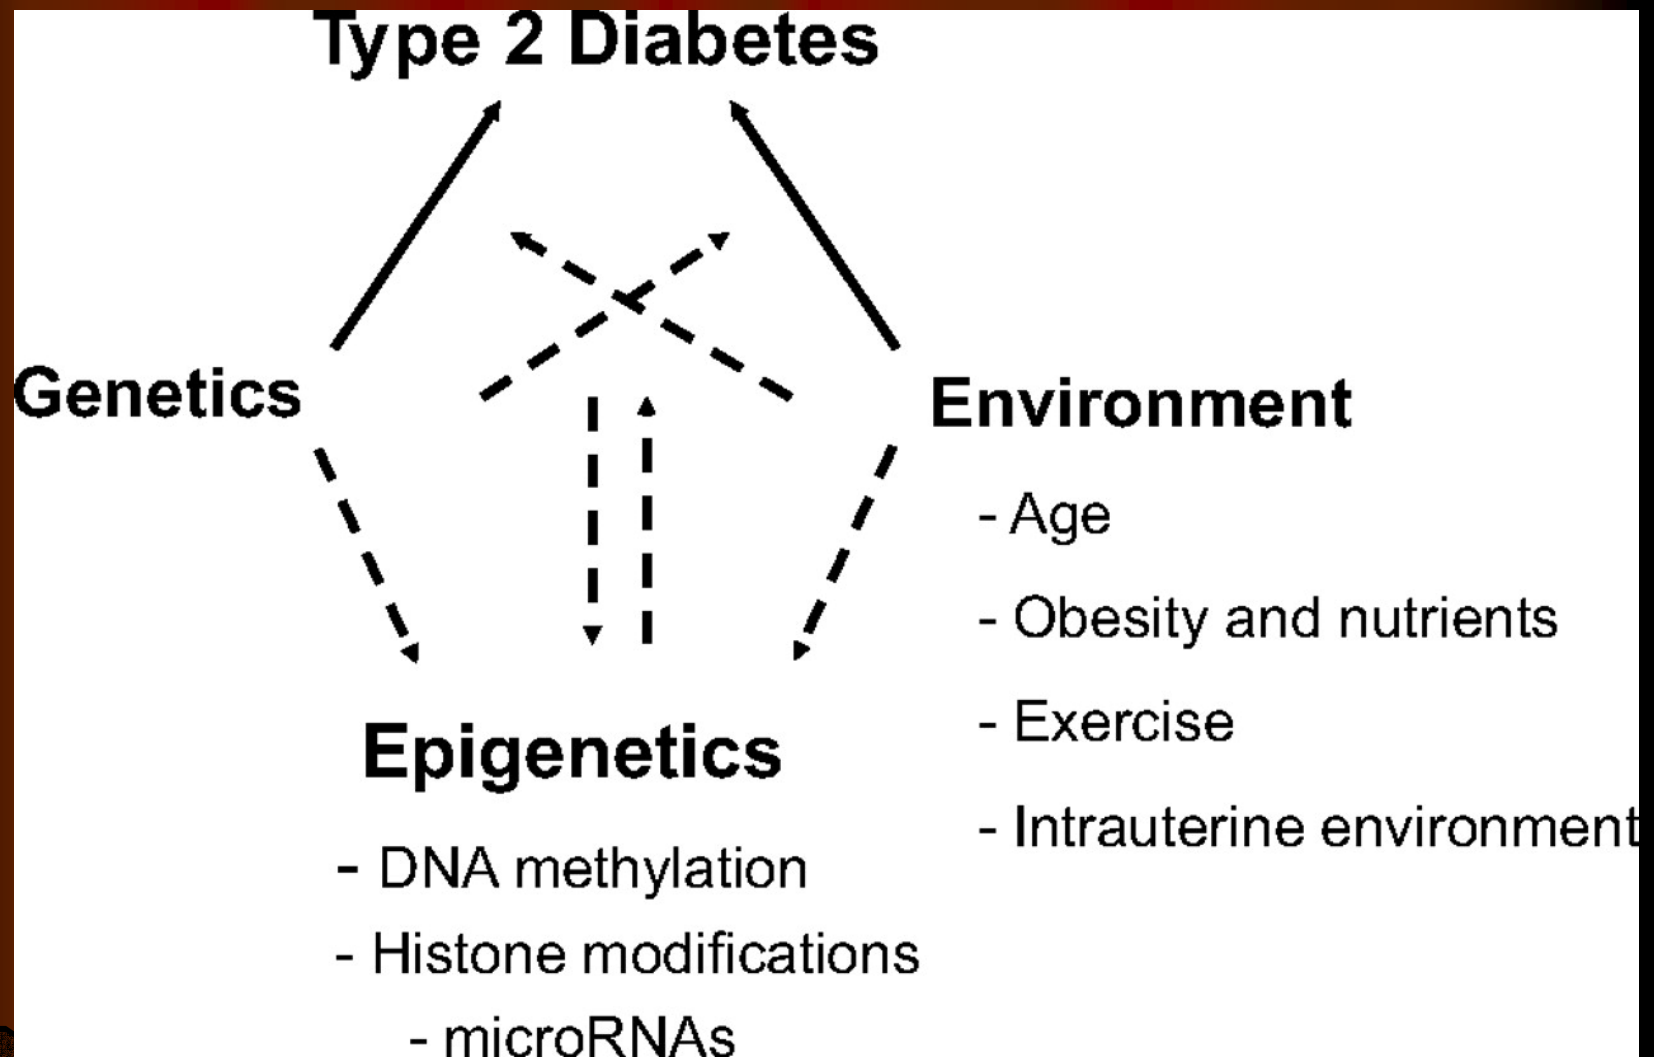 Type 2 Diabetes
Genetics
Environment
- Age
- Obesity and nutrients
- Exercise
- Intrauterine environment
Epigenetics
- DNA methylation
- Histone modifications
- microRNAs